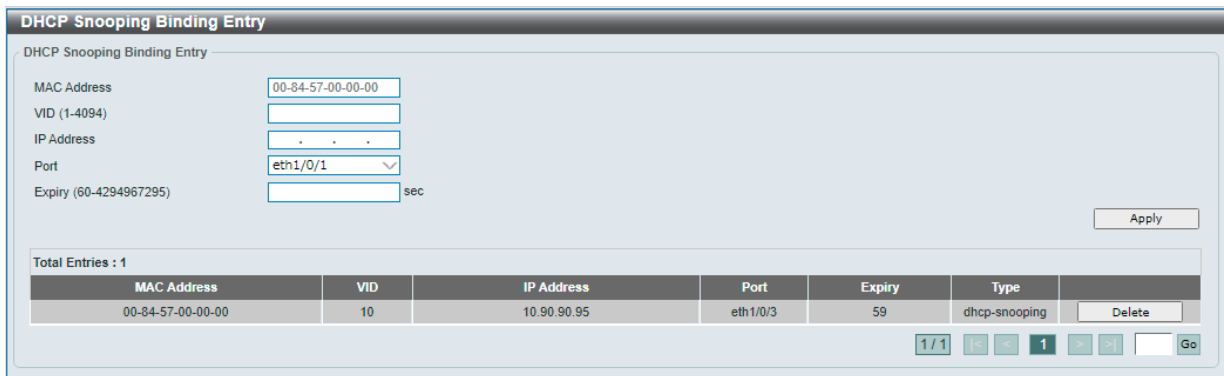 DHCP Snooping Binding Entry
DHCP Snooping Binding Entry
MAC Address 00-84-57-00-00-00
VID (1-4094)
IP Address . . .
Port eth1/0/1
Expiry (60-4294967295) sec
Apply
Total Entries : 1
MAC Address VID IP Address Port Expiry Type
00-84-57-00-00-00 10 10.90.90.95 eth1/0/3 59 dhcp-snooping Delete
1 / 1 |< < 1 > >| Go